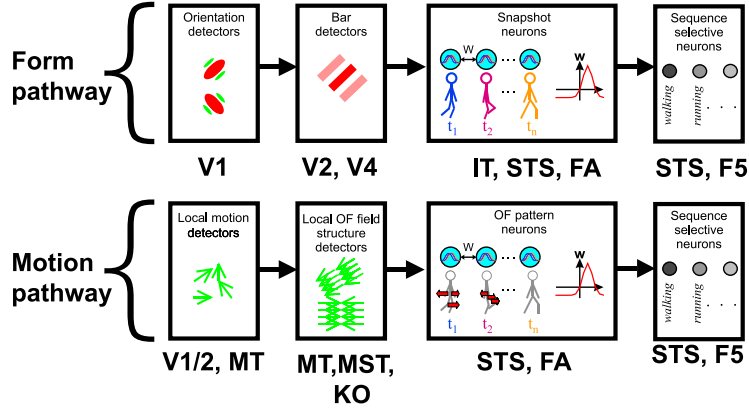 Form
pathway
Orientation
detectors
V1
Bar
detectors
V2, V4
Snapshot
neurons
W
...
...
W
t1
t2
tn
IT, STS, FA
Sequence
selective
neurons
walking
running
. . .
STS, F5
Motion
pathway
Local motion
detectors
V1/2, MT
Local OF field
structure
detectors
MT,MST,
KO
OF pattern
neurons
W
...
...
W
t1
t2
tn
STS, FA
Sequence
selective
neurons
walking
running
. . .
STS, F5